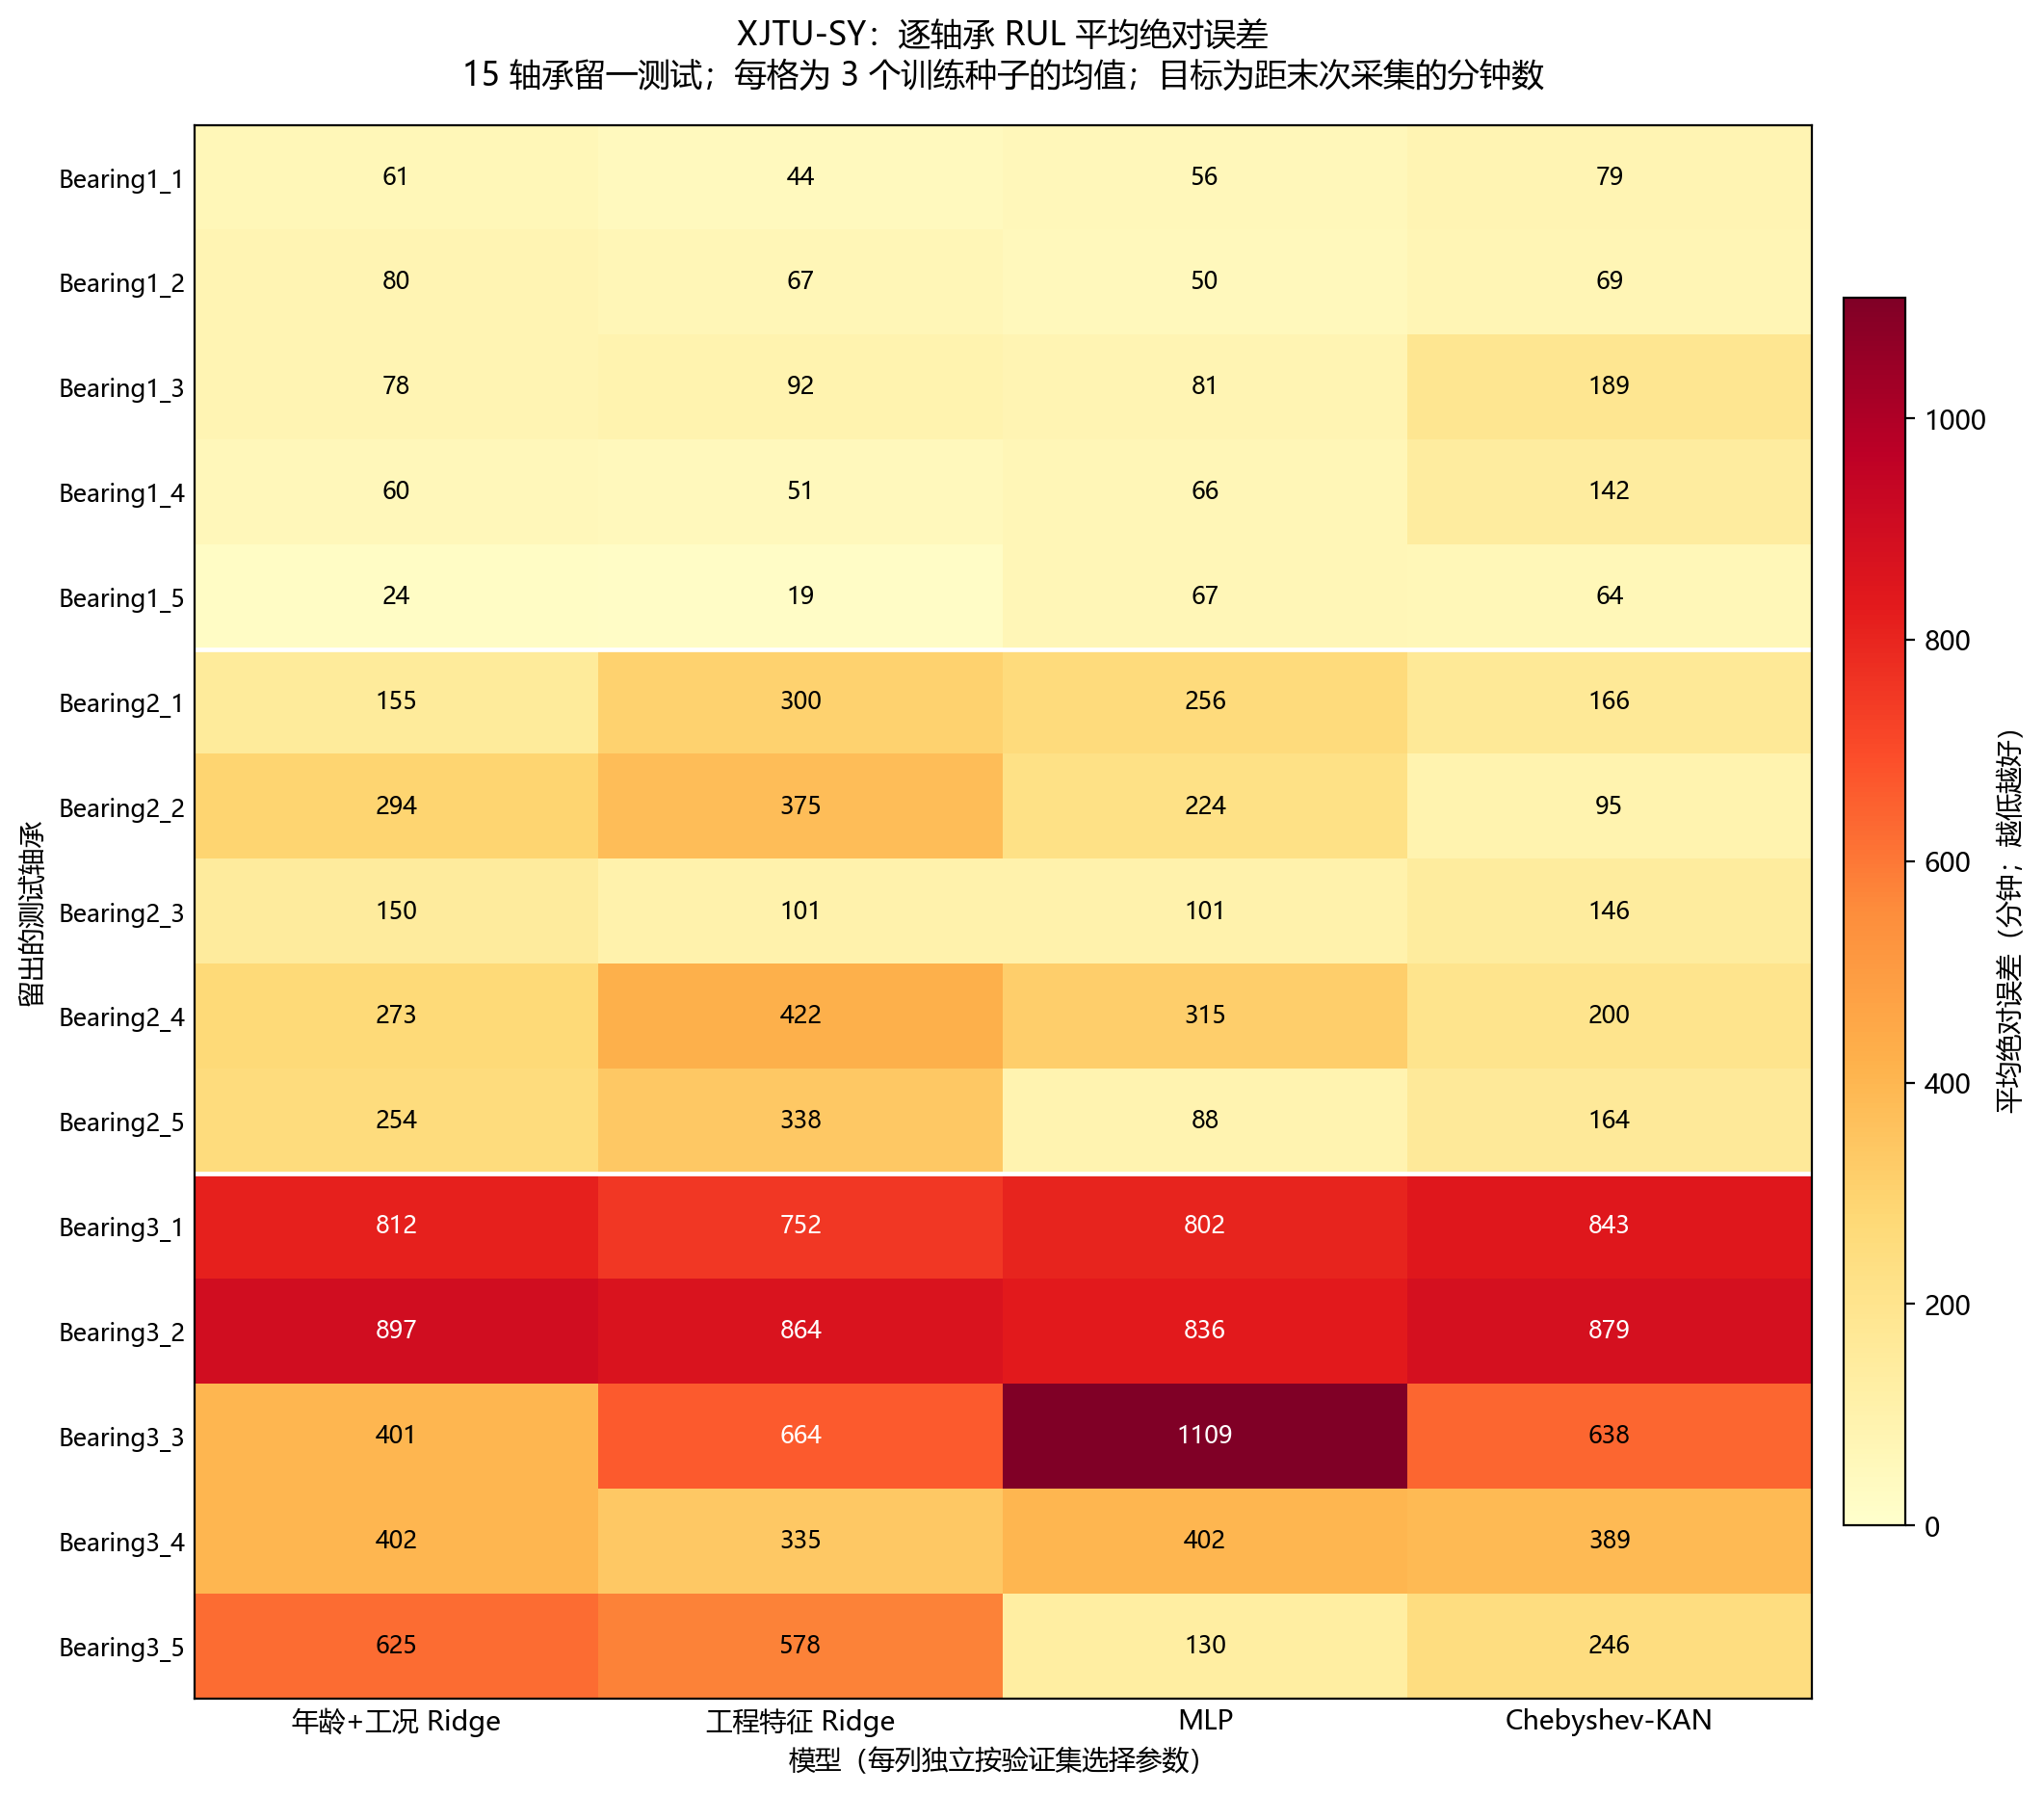 XJTU-SY：逐轴承 RUL 平均绝对误差
15 轴承留一测试；每格为 3 个训练种子的均值；目标为距末次采集的分钟数
留出的测试轴承
Bearing1_1 61 44 56 79
Bearing1_2 80 67 50 69
Bearing1_3 78 92 81 189
Bearing1_4 60 51 66 142
Bearing1_5 24 19 67 64
Bearing2_1 155 300 256 166
Bearing2_2 294 375 224 95
Bearing2_3 150 101 101 146
Bearing2_4 273 422 315 200
Bearing2_5 254 338 88 164
Bearing3_1 812 752 802 843
Bearing3_2 897 864 836 879
Bearing3_3 401 664 1109 638
Bearing3_4 402 335 402 389
Bearing3_5 625 578 130 246
年龄+工况 Ridge 工程特征 Ridge MLP Chebyshev-KAN
模型（每列独立按验证集选择参数）
1000
800
600
400
200
0
平均绝对误差（分钟；越低越好）